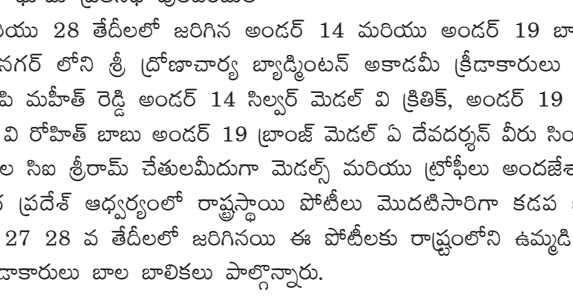 యు 28 తేదీలలో జరిగిన అండర్ 14 మరియు అండర్ 19 బా
నగర్ లోని శ్రీ ద్రోణాచార్య బ్యాడ్మింటన్ అకాడమీ క్రీడాకారులు
పి మహీత్ రెడ్డి అండర్ 14 సిల్వర్ మెడల్ వి క్రితిక్, అండర్ 19
వి రోహిత్ బాబు అండర్ 19 బ్రాంజ్ మెడల్ ఏ దేవదర్శన్ వీరు సిం
ల సిఐ శ్రీరామ్ చేతులమీదుగా మెడల్స్ మరియు ట్రోఫీలు అందజేశ
ప్రదేశ్ ఆధ్వర్యంలో రాష్ట్రస్థాయి పోటీలు మొదటిసారిగా కడప
27 28 వ తేదీలలో జరిగినయి ఈ పోటీలకు రాష్ట్రంలోని ఉమ్మడి
డాకారులు బాల బాలికలు పాల్గొన్నారు.